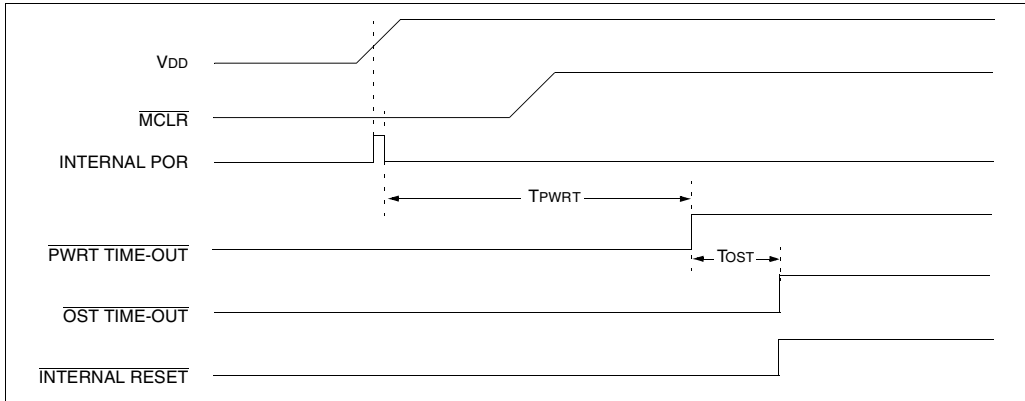 VDD
MCLR
INTERNAL POR
TPWRT
PWRT TIME-OUT
TOST
OST TIME-OUT
INTERNAL RESET